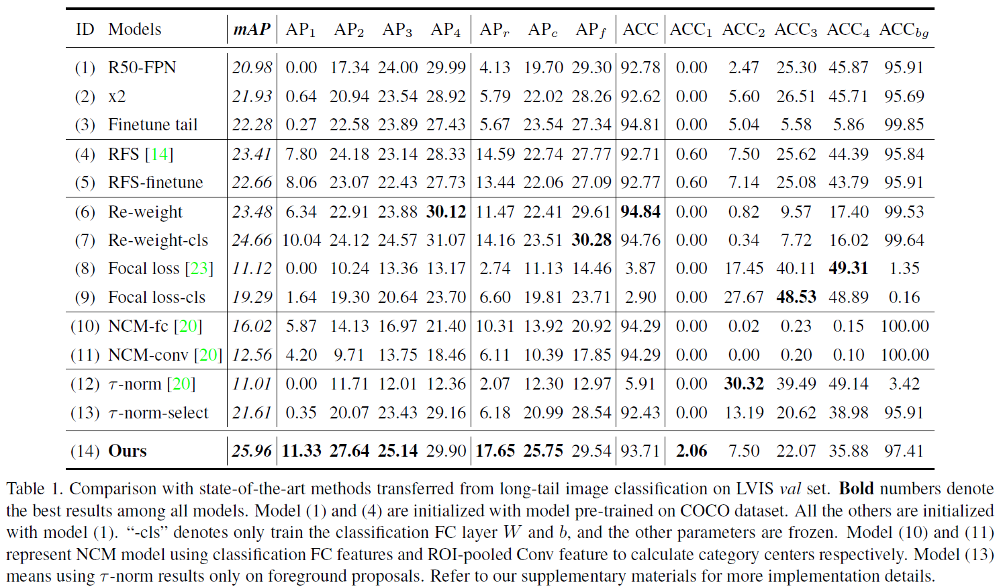 ID Models mAP AP1 AP2 AP3 AP4 APr APc APf ACC ACC1 ACC2 ACC3 ACC4 ACCbg
(1) R50-FPN 20.98 0.00 17.34 24.00 29.99 4.13 19.70 29.30 92.78 0.00 2.47 25.30 45.87 95.91
(2) x2 21.93 0.64 20.94 23.54 28.92 5.79 22.02 28.26 92.62 0.00 5.60 26.51 45.71 95.69
(3) Finetune tail 22.28 0.27 22.58 23.89 27.43 5.67 23.54 27.34 94.81 0.00 5.04 5.58 5.86 99.85
(4) RFS [14] 23.41 7.80 24.18 23.14 28.33 14.59 22.74 27.77 92.71 0.60 7.50 25.62 44.39 95.84
(5) RFS-finetune 22.66 8.06 23.07 22.43 27.73 13.44 22.06 27.09 92.77 0.60 7.14 25.08 43.79 95.91
(6) Re-weight 23.48 6.34 22.91 23.88 30.12 11.47 22.41 29.61 94.84 0.00 0.82 9.57 17.40 99.53
(7) Re-weight-cls 24.66 10.04 24.12 24.57 31.07 14.16 23.51 30.28 94.76 0.00 0.34 7.72 16.02 99.64
(8) Focal loss [23] 11.12 0.00 10.24 13.36 13.17 2.74 11.13 14.46 3.87 0.00 17.45 40.11 49.31 1.35
(9) Focal loss-cls 19.29 1.64 19.30 20.64 23.70 6.60 19.81 23.71 2.90 0.00 27.67 48.53 48.89 0.16
(10) NCM-fc [20] 16.02 5.87 14.13 16.97 21.40 10.31 13.92 20.92 94.29 0.00 0.02 0.23 0.15 100.00
(11) NCM-conv [20] 12.56 4.20 9.71 13.75 18.46 6.11 10.39 17.85 94.29 0.00 0.00 0.20 0.10 100.00
(12) τ-norm [20] 11.01 0.00 11.71 12.01 12.36 2.07 12.30 12.97 5.91 0.00 30.32 39.49 49.14 3.42
(13) τ-norm-select 21.61 0.35 20.07 23.43 29.16 6.18 20.99 28.54 92.43 0.00 13.19 20.62 38.98 95.91
(14) Ours 25.96 11.33 27.64 25.14 29.90 17.65 25.75 29.54 93.71 2.06 7.50 22.07 35.88 97.41
Table 1. Comparison with state-of-the-art methods transferred from long-tail image classification on LVIS val set. Bold numbers denote
the best results among all models. Model (1) and (4) are initialized with model pre-trained on COCO dataset. All the others are initialized
with model (1). “-cls” denotes only train the classification FC layer W and b, and the other parameters are frozen. Model (10) and (11)
represent NCM model using classification FC features and ROI-pooled Conv feature to calculate category centers respectively. Model (13)
means using τ-norm results only on foreground proposals. Refer to our supplementary materials for more implementation details.